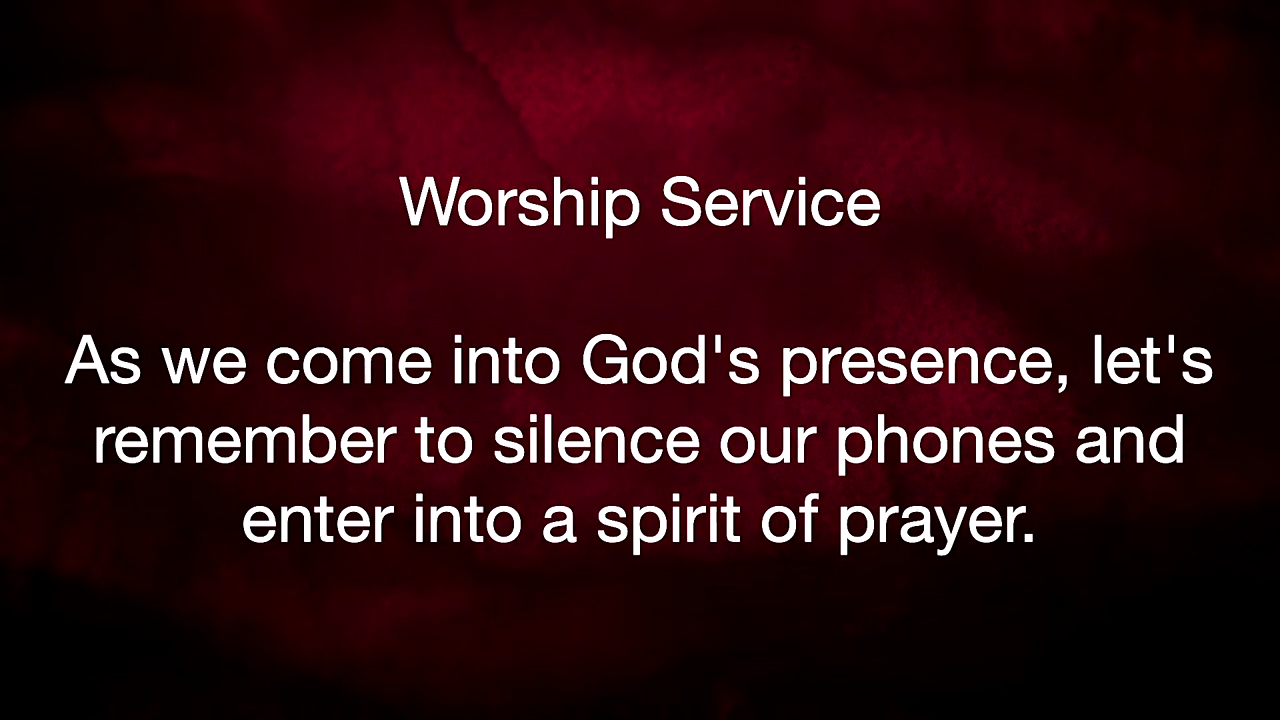 Worship Service
As we come into God's presence, let's
remember to silence our phones and
enter into a spirit of prayer.